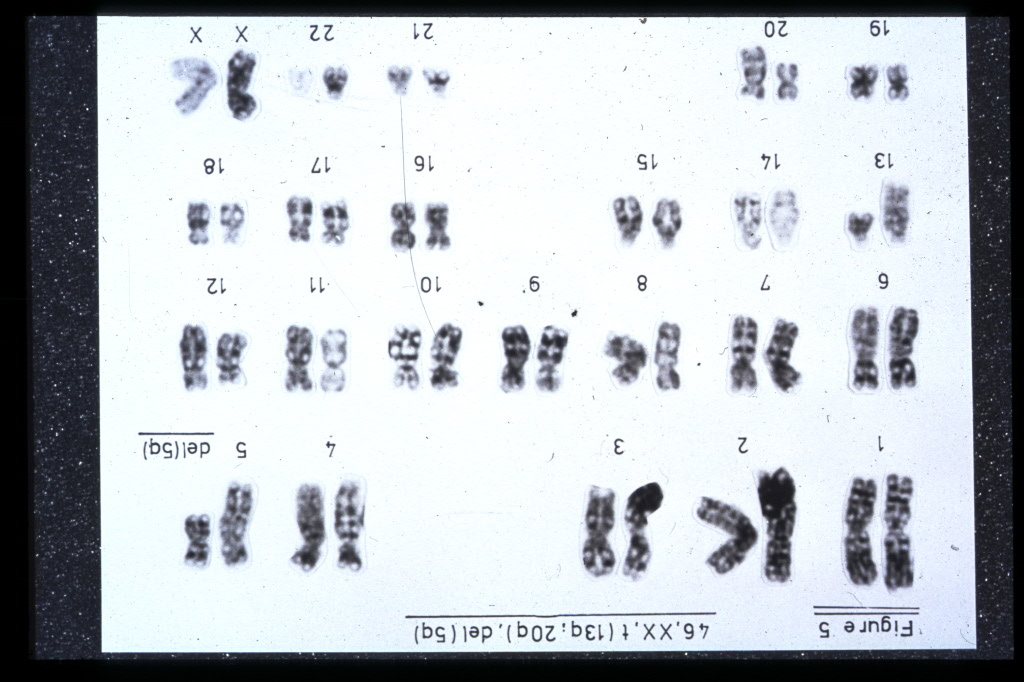 Figure 5 46,XX,t(13q;20q),del(5q)
1 2 3 4 5 del(5q)
6 7 8 9 10 11 12
13 14 15 16 17 18
19 20 21 22 X X